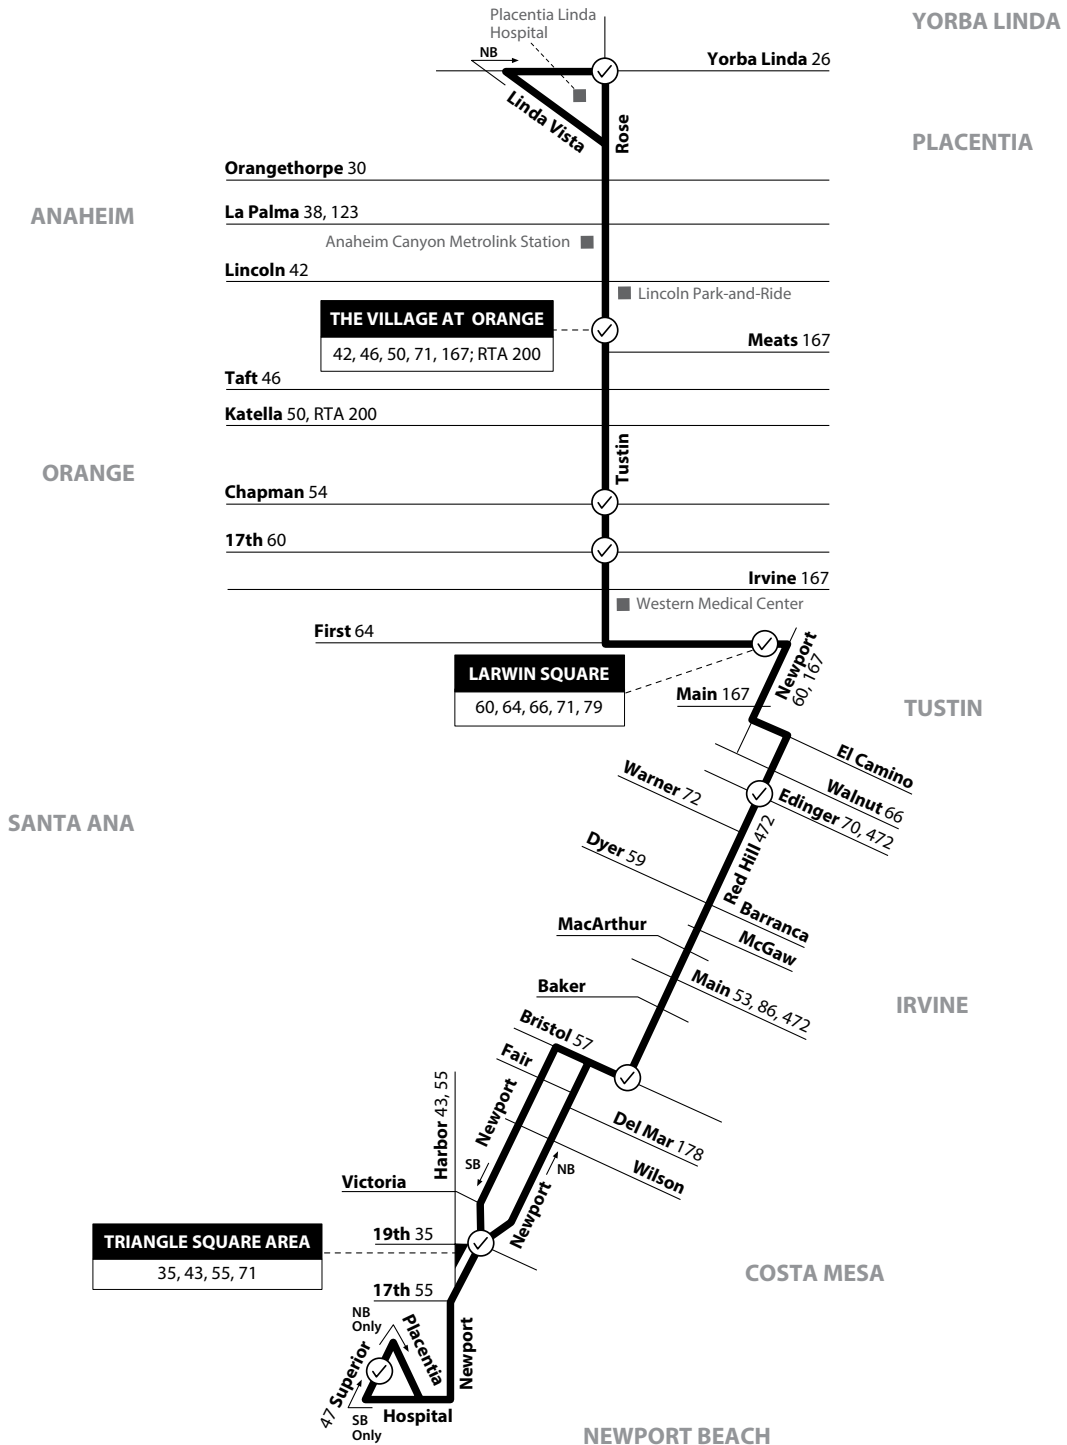 Placentia Linda
Hospital
YORBA LINDA
NB
Yorba Linda 26
Linda Vista
Rose
PLACENTIA
Orangethorpe 30
ANAHEIM
La Palma 38, 123
Anaheim Canyon Metrolink Station
Lincoln 42
Lincoln Park-and-Ride
THE VILLAGE AT ORANGE
42, 46, 50, 71, 167; RTA 200
Meats 167
Taft 46
Katella 50, RTA 200
Tustin
ORANGE
Chapman 54
17th 60
Irvine 167
Western Medical Center
First 64
Newport
60, 167
LARWIN SQUARE
60, 64, 66, 71, 79
Main 167
TUSTIN
El Camino
Walnut 66
Edinger 70, 472
Warner 72
SANTA ANA
Red Hill 472
Dyer 59
Barranca
MacArthur
McGaw
Main 53, 86, 472
Baker
IRVINE
Bristol 57
Fair
Harbor 43, 55
Newport
Del Mar 178
SB
NB
Wilson
Victoria
Newport
19th 35
TRIANGLE SQUARE AREA
35, 43, 55, 71
COSTA MESA
17th 55
NB
Only
Placentia
Newport
47 Superior
SB
Only
Hospital
NEWPORT BEACH